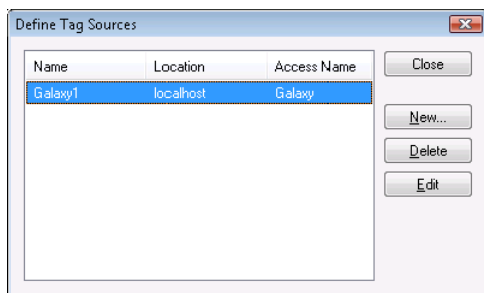 Define Tag Sources
Name Location Access Name Close
Galaxy1 localhost Galaxy
New...
Delete
Edit